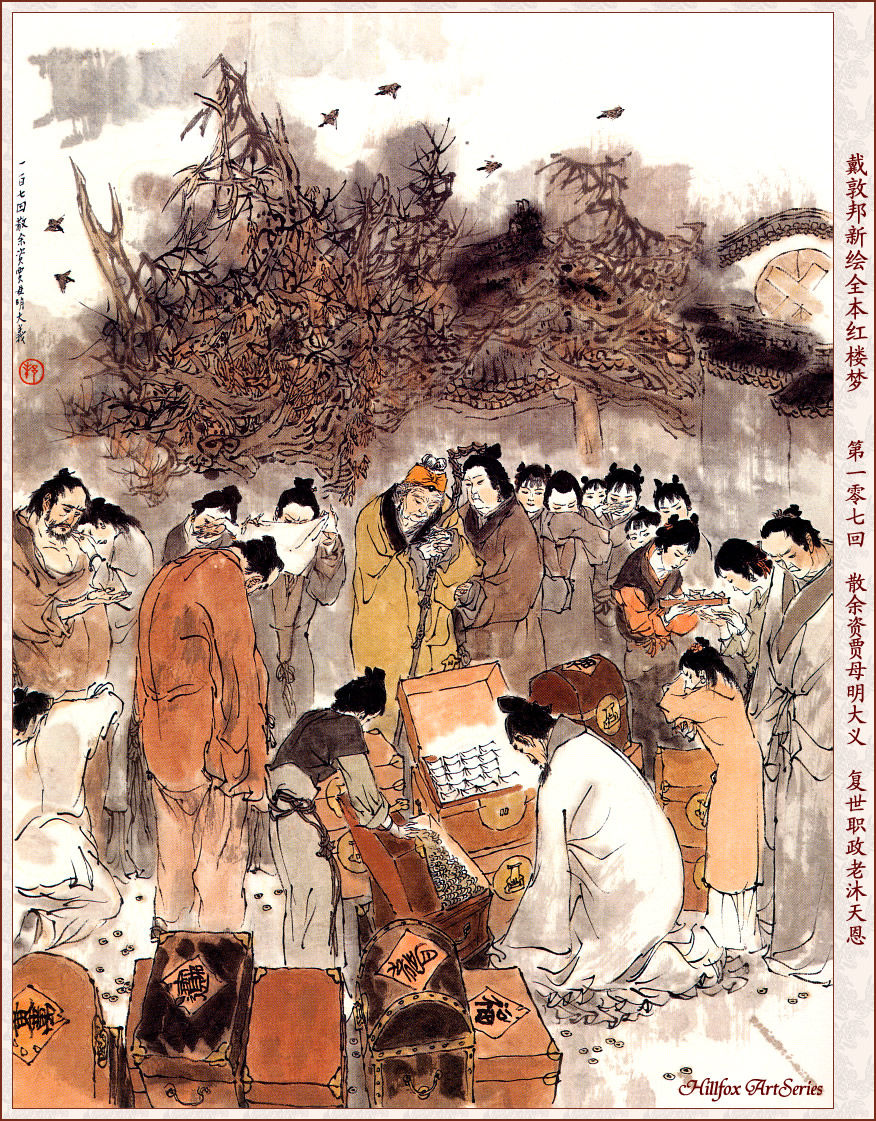 戴敦邦新绘全本红楼梦 第一零七回 散余资贾母明大义 复世职政老沐天恩
一百七回散余资贾母明大义
福
Hillfox ArtSeries